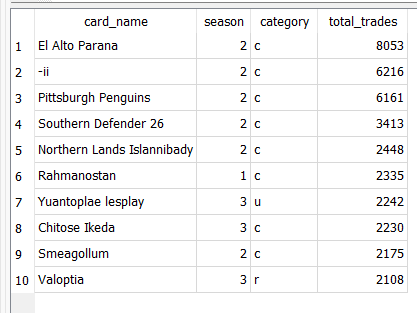 card_name season category total_trades
1 El Alto Parana 2 c 8053
2 -ii 2 c 6216
3 Pittsburgh Penguins 2 c 6161
4 Southern Defender 26 2 c 3413
5 Northern Lands Islannibady 2 c 2448
6 Rahmanostan 1 c 2335
7 Yuantoplae lesplay 3 u 2242
8 Chitose Ikeda 3 c 2230
9 Smeagollum 2 c 2175
10 Valoptia 3 r 2108